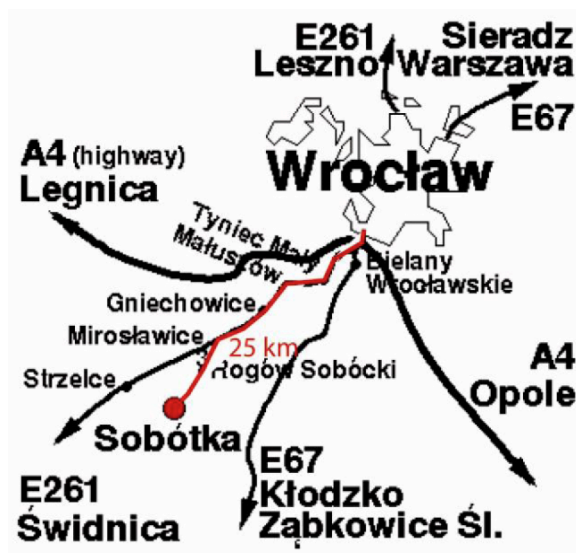 E261
Leszno
Sieradz
Warszawa
E67
Wrocław
A4 (highway)
Legnica
Tyniec Mały
Małuszów
Bielany
Wrocławskie
Gniechowice
Mirosławice
25 km
Rogów Sobócki
Strzelce
Sobótka
A4
Opole
E67
Kłodzko
Ząbkowice Śl.
E261
Świdnica